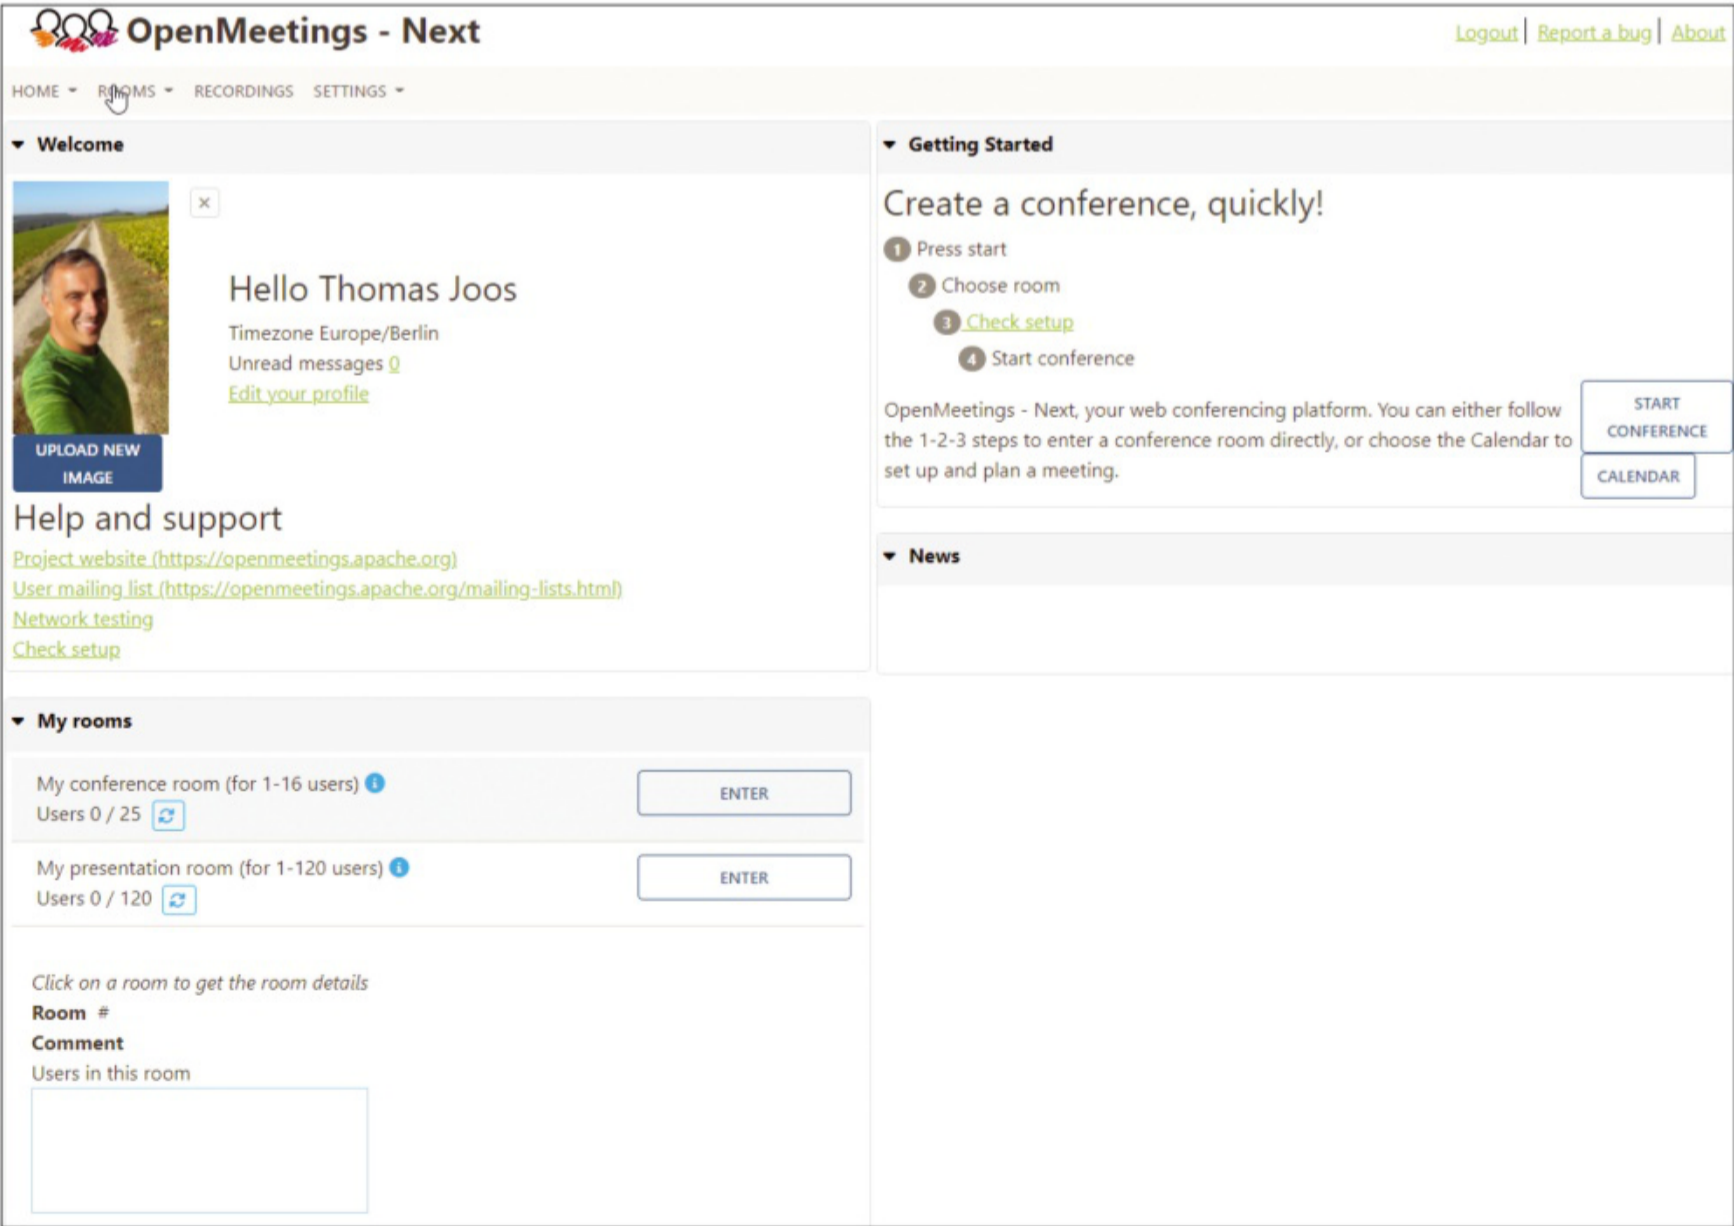 OpenMeetings - Next
Logout Report a bug About
HOME ROOMS RECORDINGS SETTINGS
Welcome
Hello Thomas Joos
Timezone Europe/Berlin
Unread messages 0
Edit your profile
UPLOAD NEW
IMAGE
Help and support
Project website (https://openmeetings.apache.org)
User mailing list (https://openmeetings.apache.org/mailing-lists.html)
Network testing
Check setup
Getting Started
Create a conference, quickly!
1 Press start
2 Choose room
3 Check setup
4 Start conference
OpenMeetings - Next, your web conferencing platform. You can either follow
the 1-2-3 steps to enter a conference room directly, or choose the Calendar to
set up and plan a meeting.
START
CONFERENCE
CALENDAR
News
My rooms
My conference room (for 1-16 users)
Users 0 / 25
ENTER
My presentation room (for 1-120 users)
Users 0 / 120
ENTER
Click on a room to get the room details
Room #
Comment
Users in this room